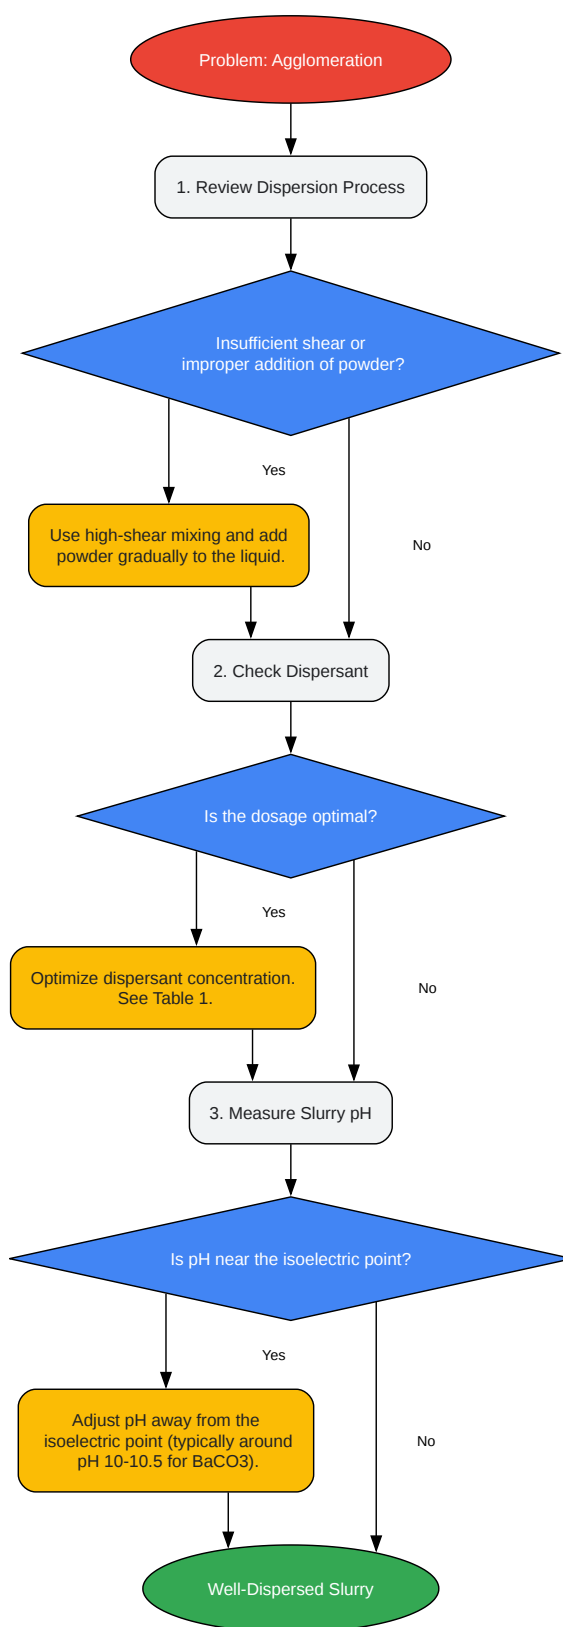 Problem: Agglomeration
1. Review Dispersion Process
Insufficient shear or
improper addition of powder?
Yes
Use high-shear mixing and add
powder gradually to the liquid.
No
2. Check Dispersant
Is the dosage optimal?
Yes
Optimize dispersant concentration.
See Table 1.
No
3. Measure Slurry pH
Is pH near the isoelectric point?
Yes
Adjust pH away from the
isoelectric point (typically around
pH 10-10.5 for BaCO3).
No
Well-Dispersed Slurry